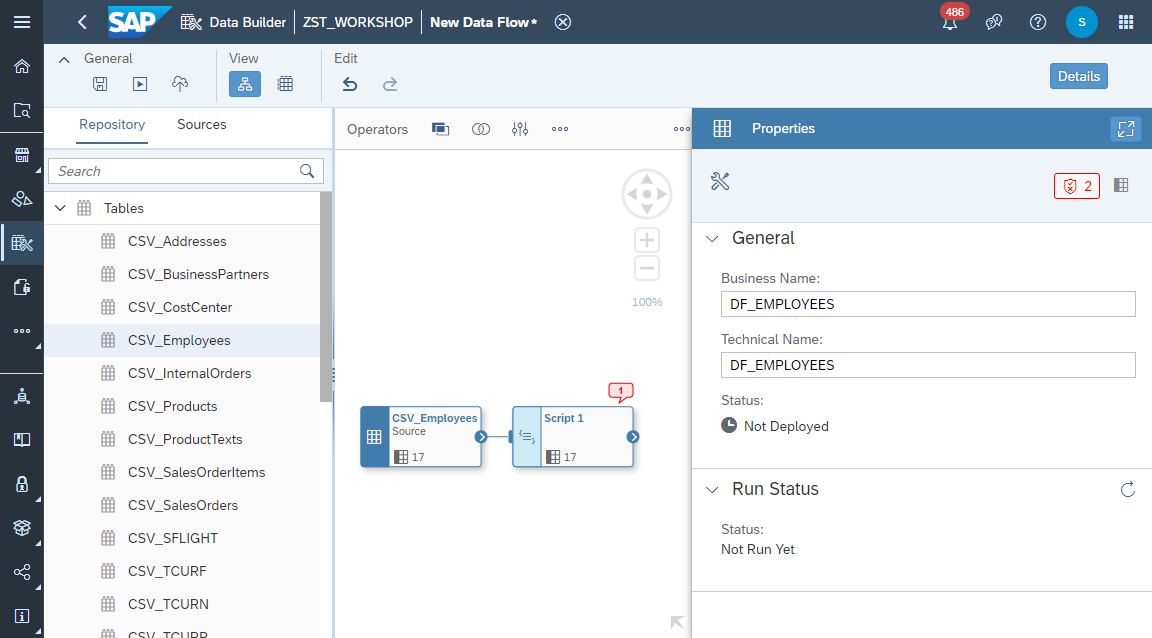 SAP Data Builder ZST_WORKSHOP New Data Flow* 486 S
General View Edit
Details
Repository Sources
Search
Tables
CSV_Addresses
CSV_BusinessPartners
CSV_CostCenter
CSV_Employees
CSV_InternalOrders
CSV_Products
CSV_ProductTexts
CSV_SalesOrderItems
CSV_SalesOrders
CSV_SFLIGHT
CSV_TCURF
CSV_TCURN
Operators
100%
1
CSV_Employees
Source
17
Script 1
17
Properties
2
General
Business Name:
DF_EMPLOYEES
Technical Name:
DF_EMPLOYEES
Status:
Not Deployed
Run Status
Status:
Not Run Yet